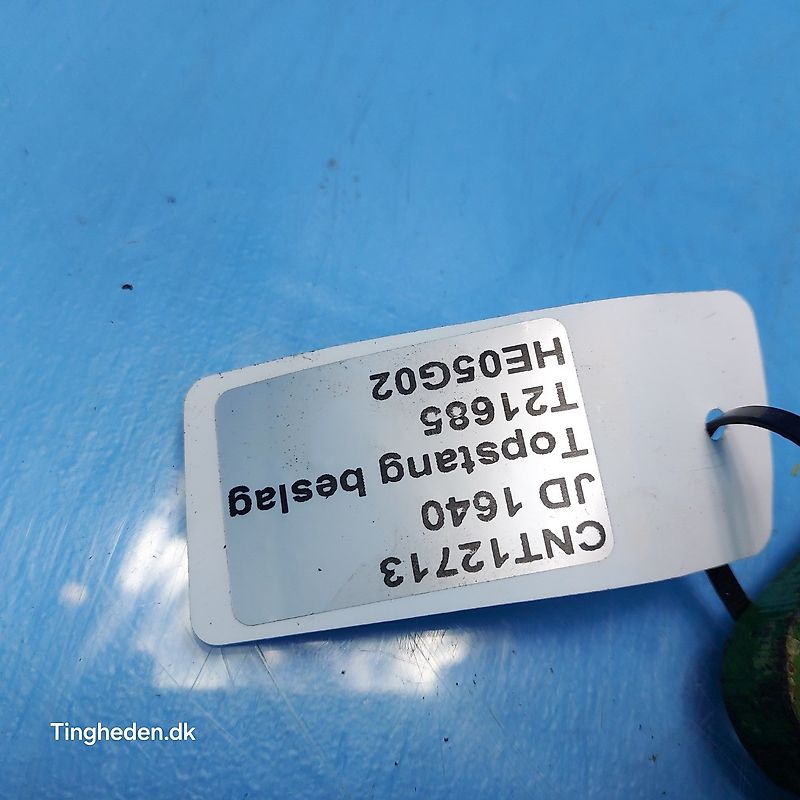 CNT12713
JD 1640
Topstang beslag
T21685
HE05G02
Tingheden.dk